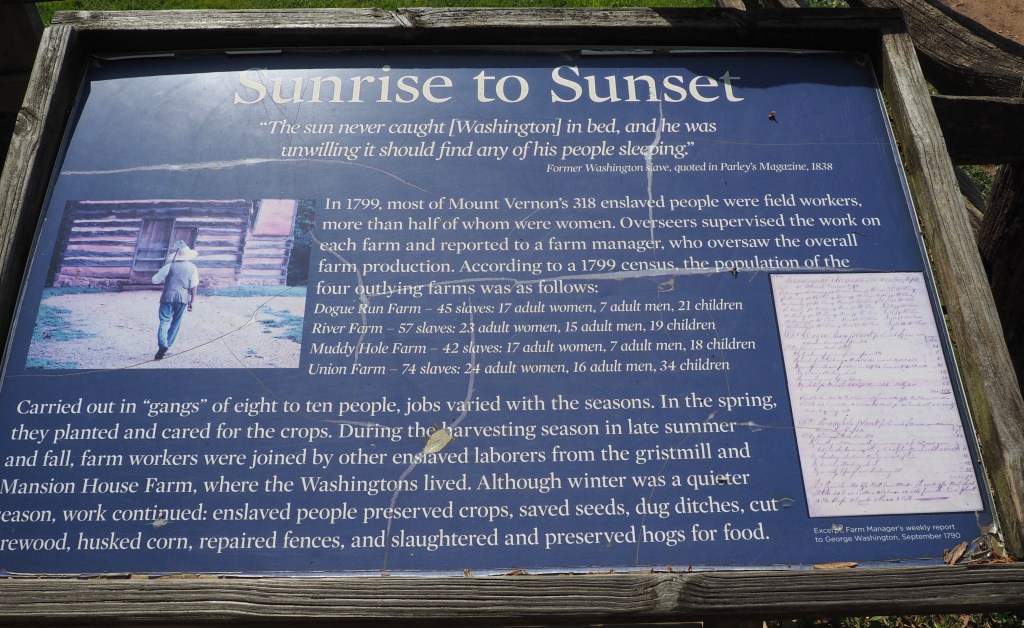 Sunrise to Sunset
“The sun never caught [Washington] in bed, and he was
unwilling it should find any of his people sleeping.”
Former Washington slave, quoted in Parley's Magazine, 1838
In 1799, most of Mount Vernon's 318 enslaved people were field workers,
more than half of whom were women. Overseers supervised the work on
each farm and reported to a farm manager, who oversaw the overall
farm production. According to a 1799 census, the population of the
four outlying farms was as follows:
Dogue Run Farm – 45 slaves: 17 adult women, 7 adult men, 21 children
River Farm – 57 slaves: 23 adult women, 15 adult men, 19 children
Muddy Hole Farm – 42 slaves: 17 adult women, 7 adult men, 18 children
Union Farm – 74 slaves: 24 adult women, 16 adult men, 34 children
Carried out in “gangs” of eight to ten people, jobs varied with the seasons. In the spring,
they planted and cared for the crops. During the harvesting season in late summer
and fall, farm workers were joined by other enslaved laborers from the gristmill and
Mansion House Farm, where the Washingtons lived. Although winter was a quieter
eason, work continued: enslaved people preserved crops, saved seeds, dug ditches, cut
rewood, husked corn, repaired fences, and slaughtered and preserved hogs for food.
Excerpt, Farm Manager's weekly report
to George Washington, September 1790